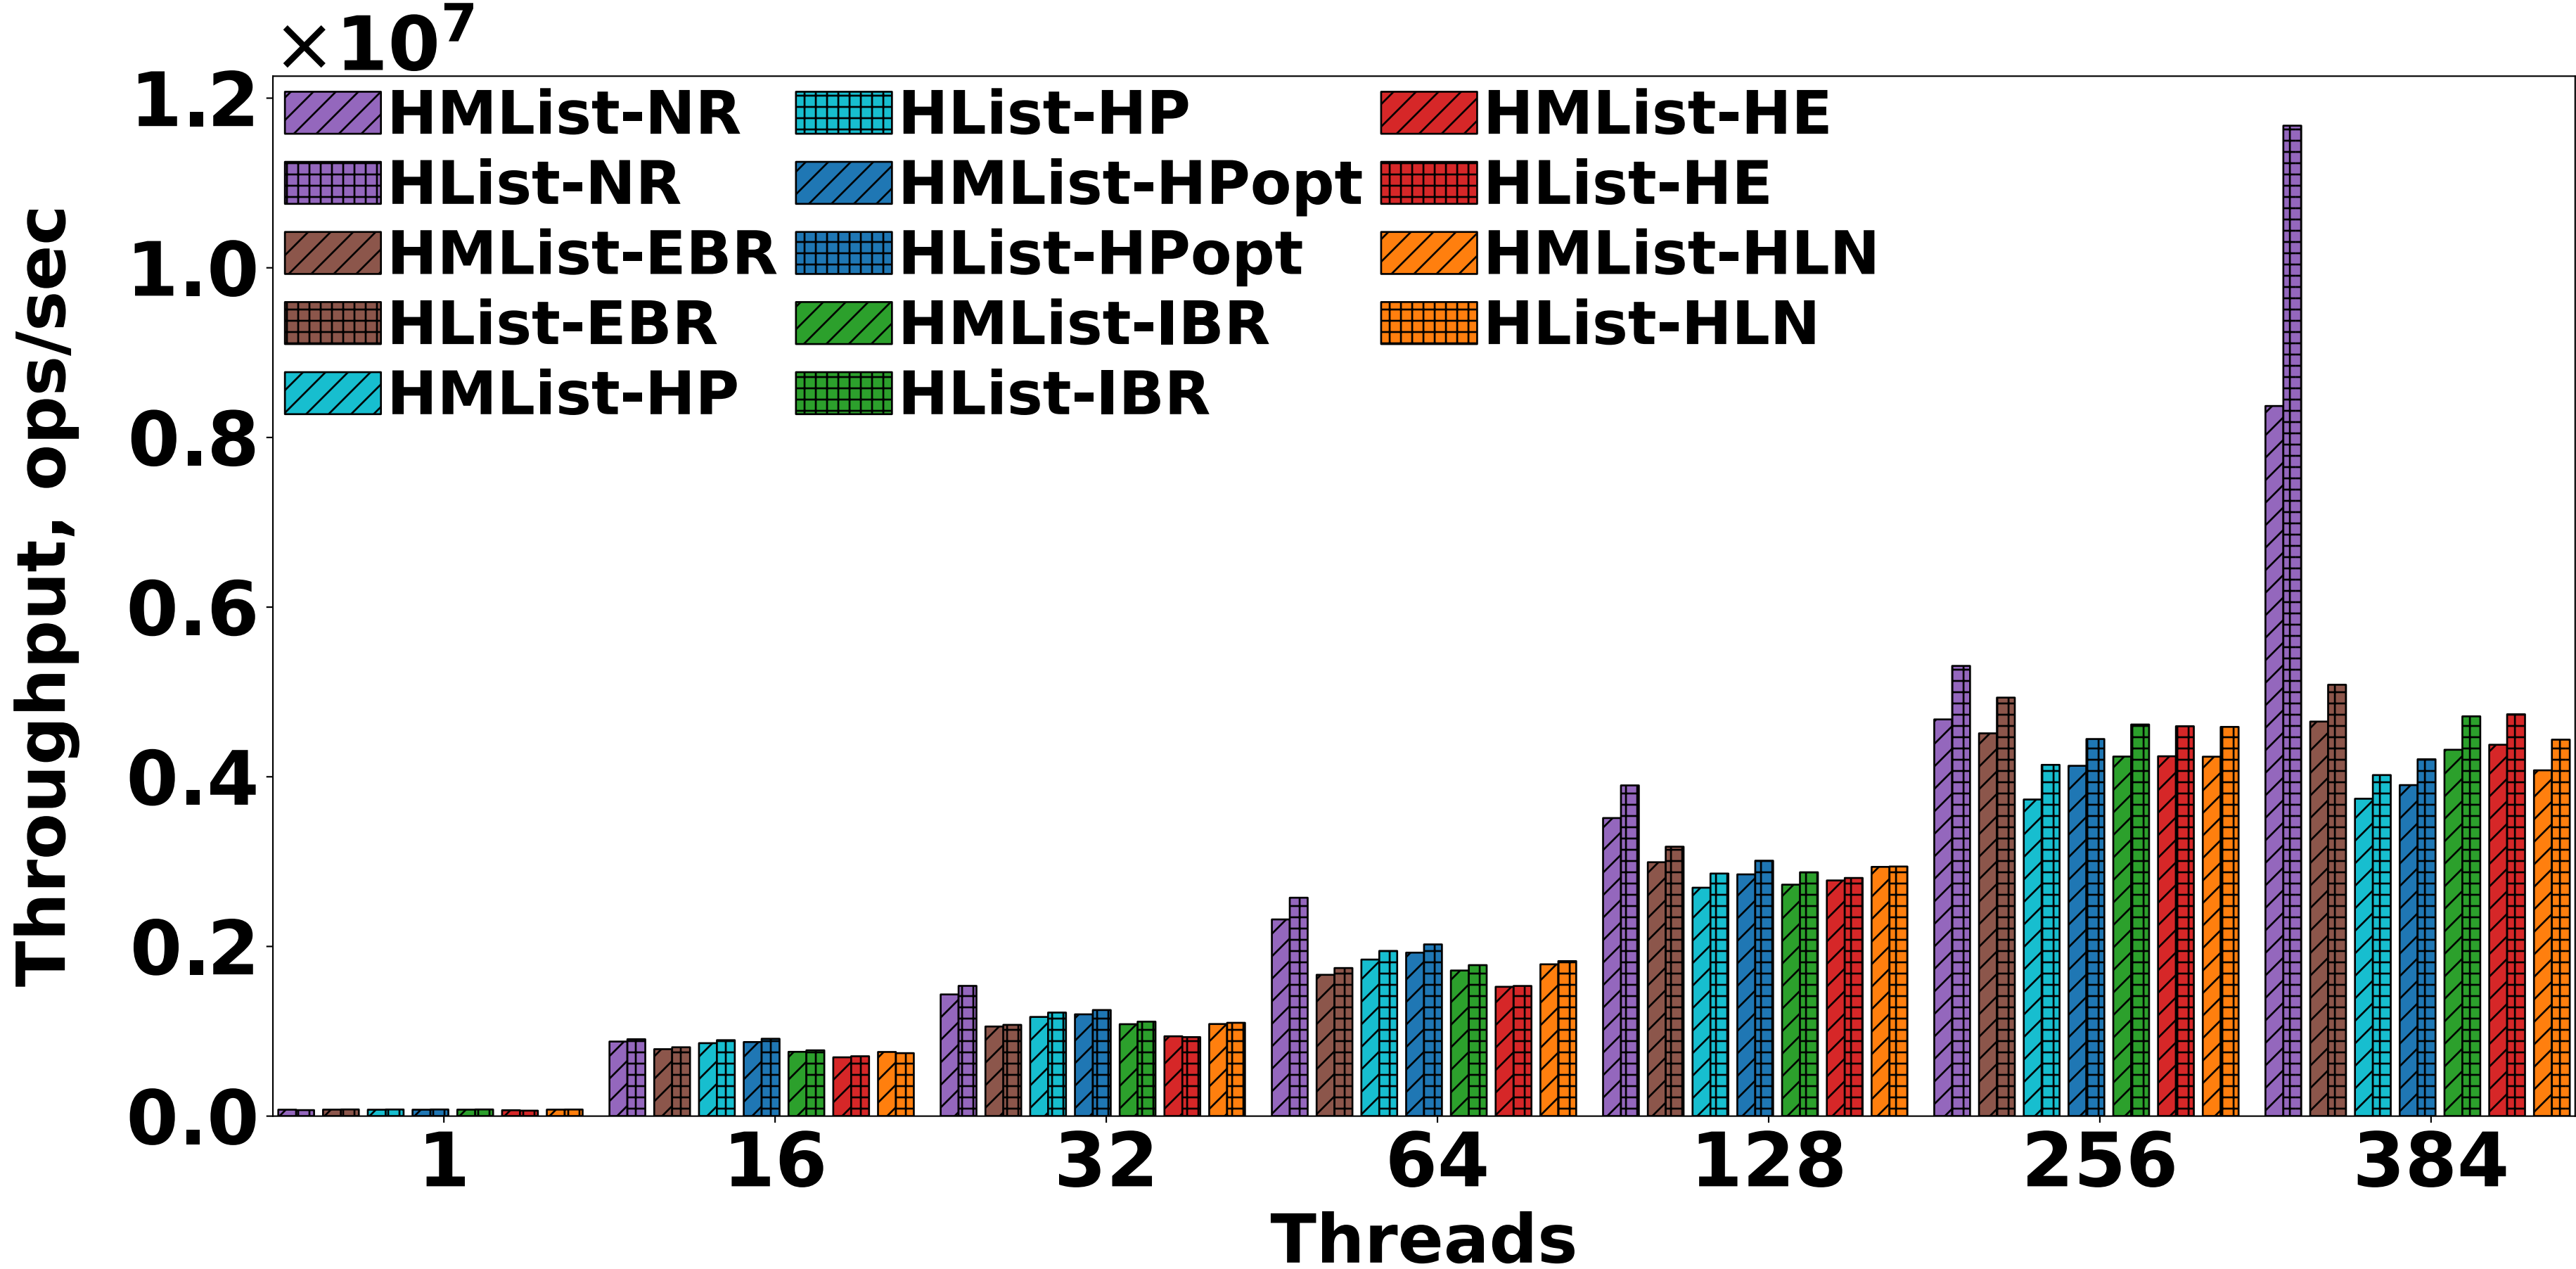 ×10⁷
1.2
1.0
0.8
0.6
0.4
0.2
0.0
Throughput, ops/sec
HMList-NR
HList-NR
HMList-EBR
HList-EBR
HMList-HP
HList-HP
HMList-HPopt
HList-HPopt
HMList-IBR
HList-IBR
HMList-HE
HList-HE
HMList-HLN
HList-HLN
1 16 32 64 128 256 384
Threads